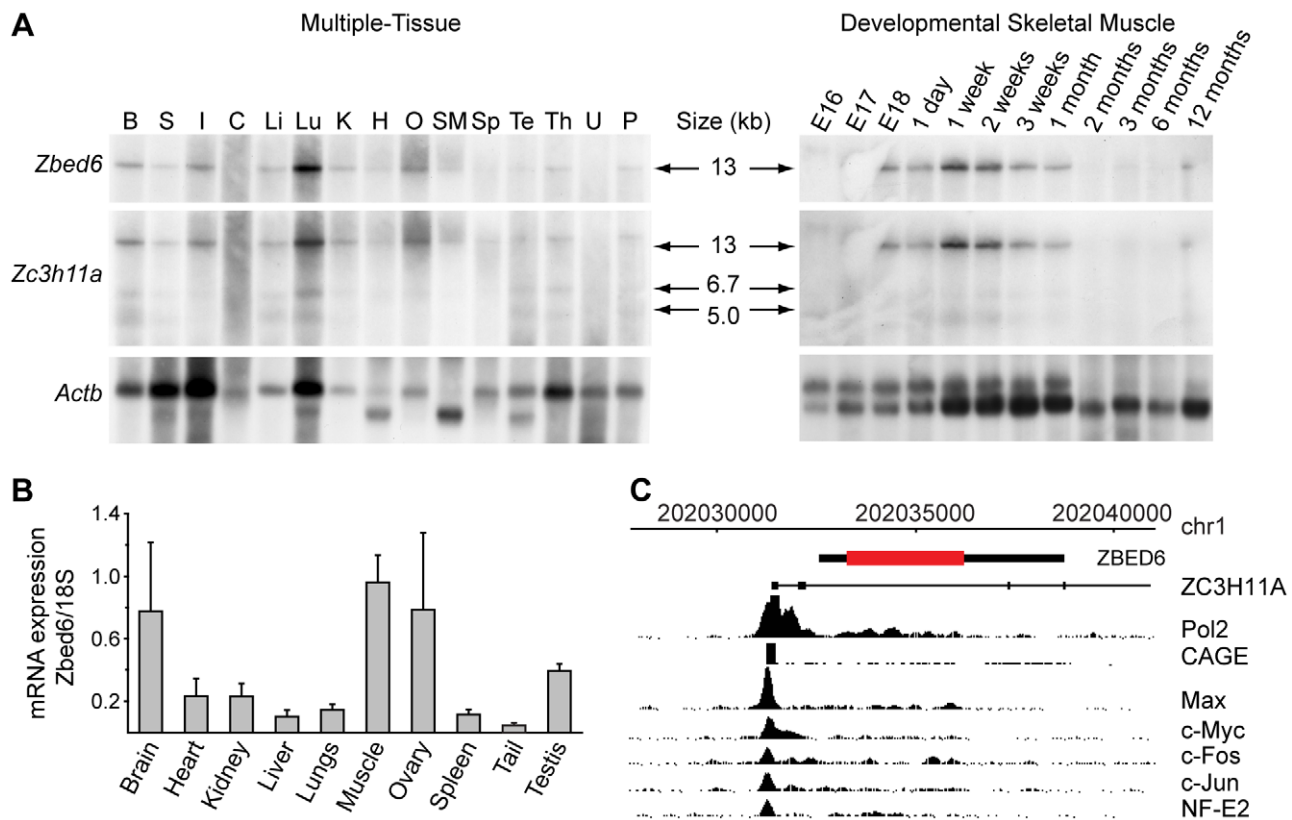 A
Multiple-Tissue
Developmental Skeletal Muscle
B S I C Li Lu K H O SM Sp Te Th U P
Size (kb)
E16 E17 E18 1 day 1 week 2 weeks 3 weeks 1 month 2 months 3 months 6 months 12 months
Zbed6
13
Zc3h11a
13
6.7
5.0
Actb
B
mRNA expression
Zbed6/18S
1.4
1.0
0.6
0.2
Brain Heart Kidney Liver Lungs Muscle Ovary Spleen Tail Testis
C
202030000 202035000 202040000
chr1
ZBED6
ZC3H11A
Pol2
CAGE
Max
c-Myc
c-Fos
c-Jun
NF-E2